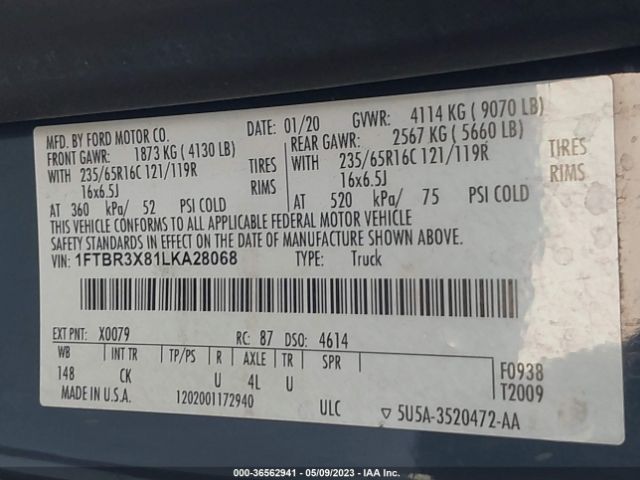 MFD. BY FORD MOTOR CO. DATE: 01/20 GVWR: 4114 KG ( 9070 LB)
FRONT GAWR: 1873 KG ( 4130 LB) REAR GAWR: 2567 KG ( 5660 LB)
WITH 235/65R16C 121/119R TIRES WITH 235/65R16C 121/119R TIRES
16x6.5J RIMS 16x6.5J RIMS
AT 360 kPa/ 52 PSI COLD AT 520 kPa/ 75 PSI COLD
THIS VEHICLE CONFORMS TO ALL APPLICABLE FEDERAL MOTOR VEHICLE
SAFETY STANDARDS IN EFFECT ON THE DATE OF MANUFACTURE SHOWN ABOVE.
VIN: 1FTBR3X81LKA28068 TYPE: Truck
EXT PNT: X0079 RC: 87 DSO: 4614
WB INT TR TP/PS R AXLE TR SPR F0938
148 CK U 4L U T2009
MADE IN U.S.A. 1202001172940 ULC ▽ 5U5A-3520472-AA
000-36562941 - 05/09/2023 - IAA Inc.